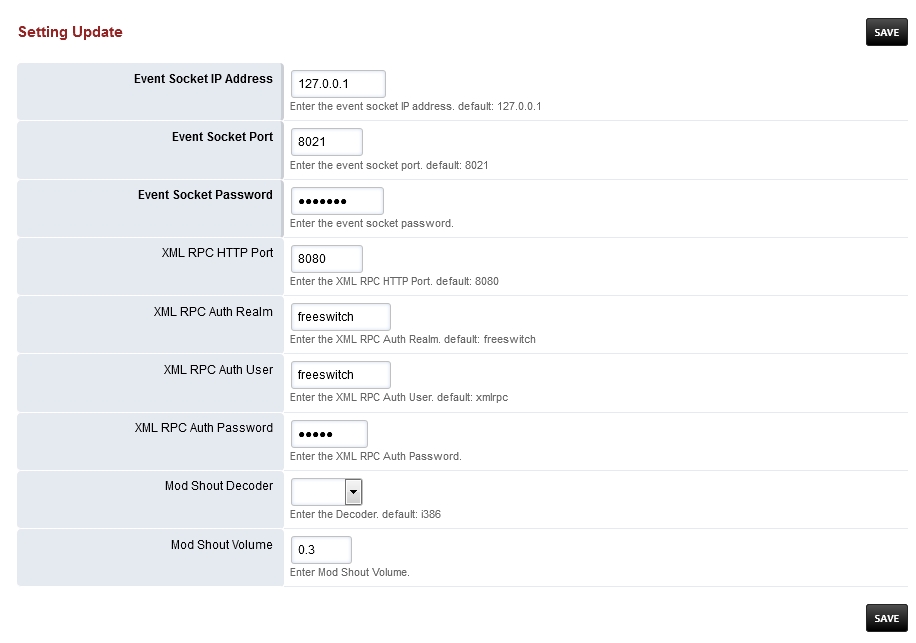 Setting Update
SAVE
Event Socket IP Address
127.0.0.1
Enter the event socket IP address. default: 127.0.0.1
Event Socket Port
8021
Enter the event socket port. default: 8021
Event Socket Password
●●●●●●●
Enter the event socket password.
XML RPC HTTP Port
8080
Enter the XML RPC HTTP Port. default: 8080
XML RPC Auth Realm
freeswitch
Enter the XML RPC Auth Realm. default: freeswitch
XML RPC Auth User
freeswitch
Enter the XML RPC Auth User. default: xmlrpc
XML RPC Auth Password
●●●●●
Enter the XML RPC Auth Password.
Mod Shout Decoder
Enter the Decoder. default: i386
Mod Shout Volume
0.3
Enter Mod Shout Volume.
SAVE